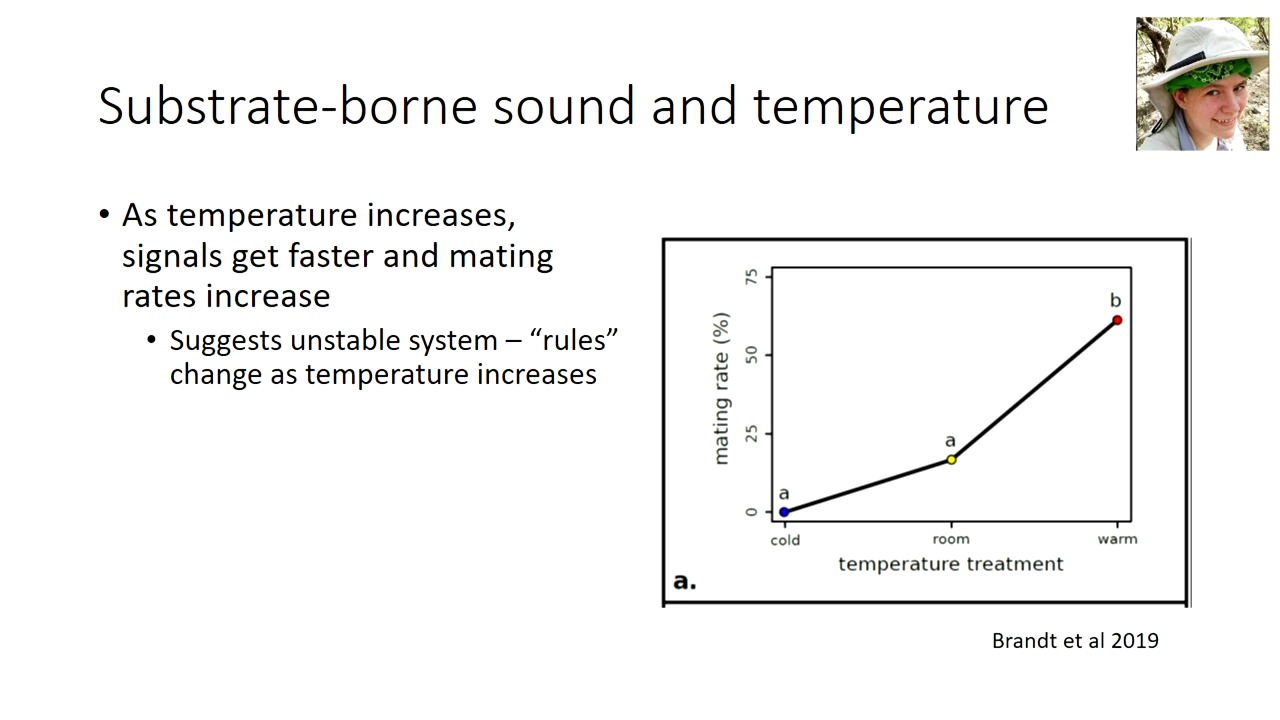 Substrate-borne sound and temperature
• As temperature increases,
signals get faster and mating
rates increase
• Suggests unstable system – “rules”
change as temperature increases
mating rate (%)
75
50
25
0
a
a
b
cold room warm
temperature treatment
a.
Brandt et al 2019